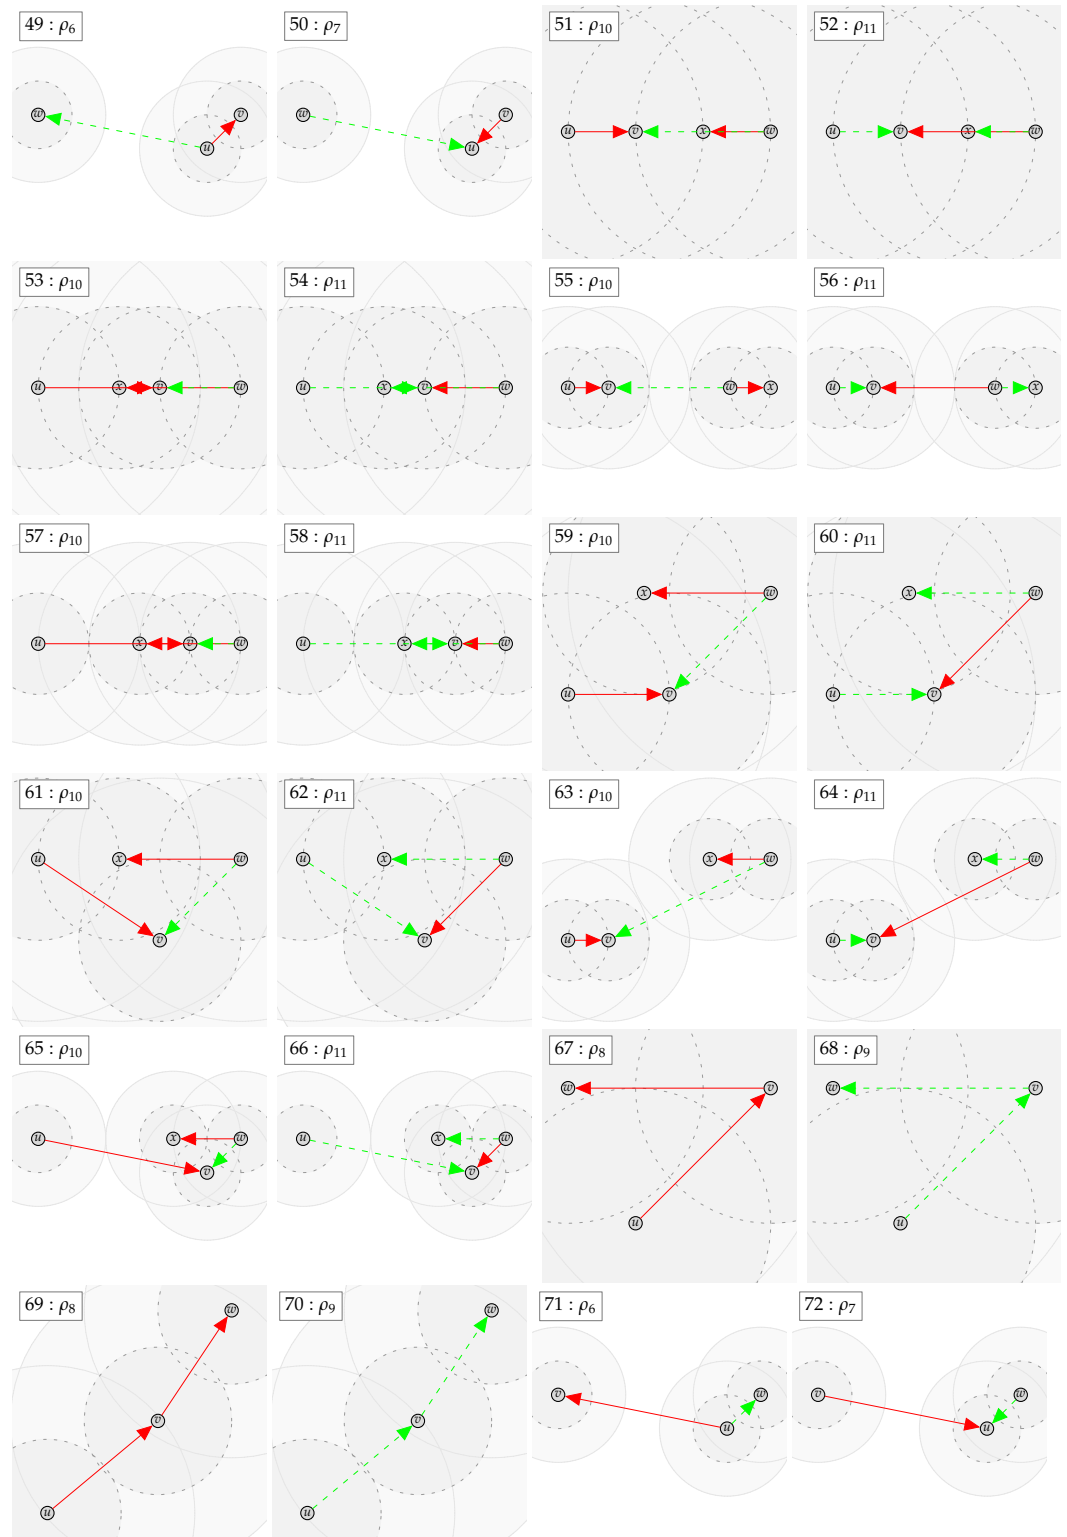 49 : ρ6 50 : ρ7 51 : ρ10 52 : ρ11
w v u w v u u v x w u v x w
53 : ρ10 54 : ρ11 55 : ρ10 56 : ρ11
u x v w u x v w u v w x u v w x
57 : ρ10 58 : ρ11 59 : ρ10 60 : ρ11
x w x w
u x v w u x v w
u v u v
61 : ρ10 62 : ρ11 63 : ρ10 64 : ρ11
u x w u x w x w x w
v v u v u v
65 : ρ10 66 : ρ11 67 : ρ8 68 : ρ9
w v w v
u x w u x w
v v
u u
69 : ρ8 70 : ρ9 71 : ρ6 72 : ρ7
w w
v w v w
v v u u
u u